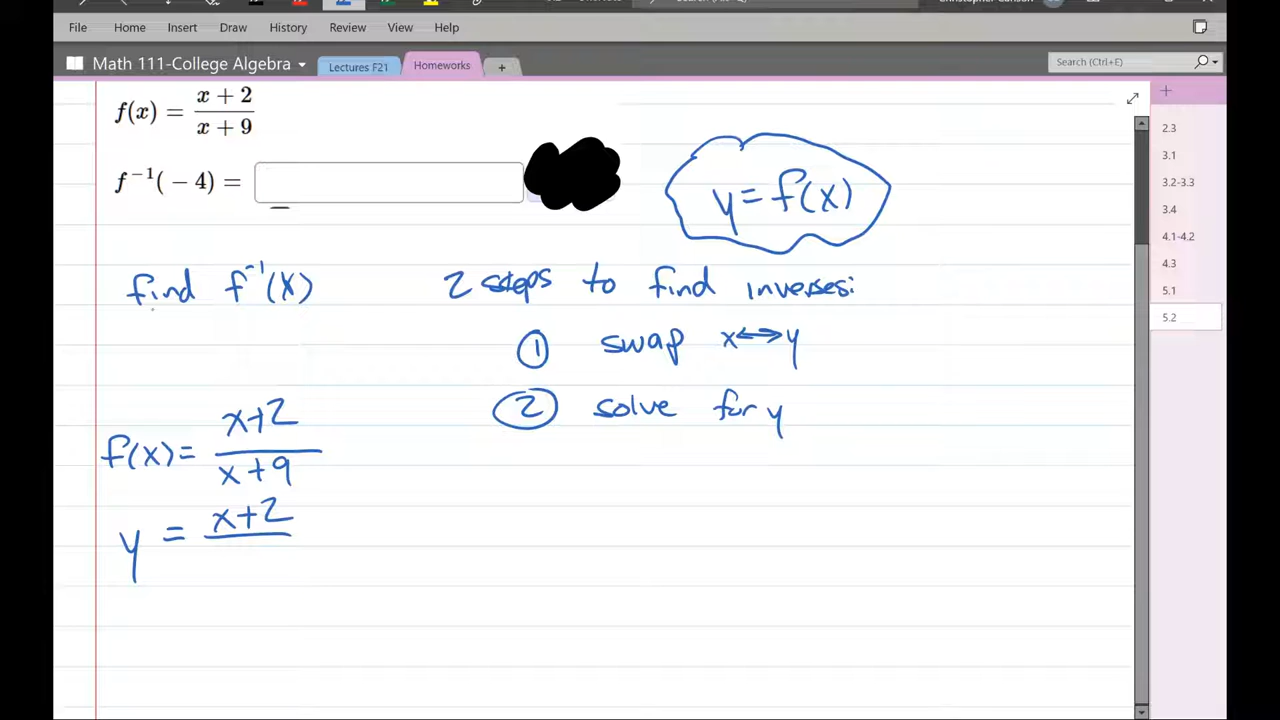 File Home Insert Draw History Review View Help
Math 111-College Algebra Lectures F21 Homeworks + Search (Ctrl+E)
f(x) = x + 2 / x + 9
f⁻¹( − 4) =
y = f(x)
find f⁻¹(x)
2 steps to find inverses:
① swap x ↔ y
② solve for y
f(x) = x+2 / x+9
y = x+2
+
2.3
3.1
3.2-3.3
3.4
4.1-4.2
4.3
5.1
5.2